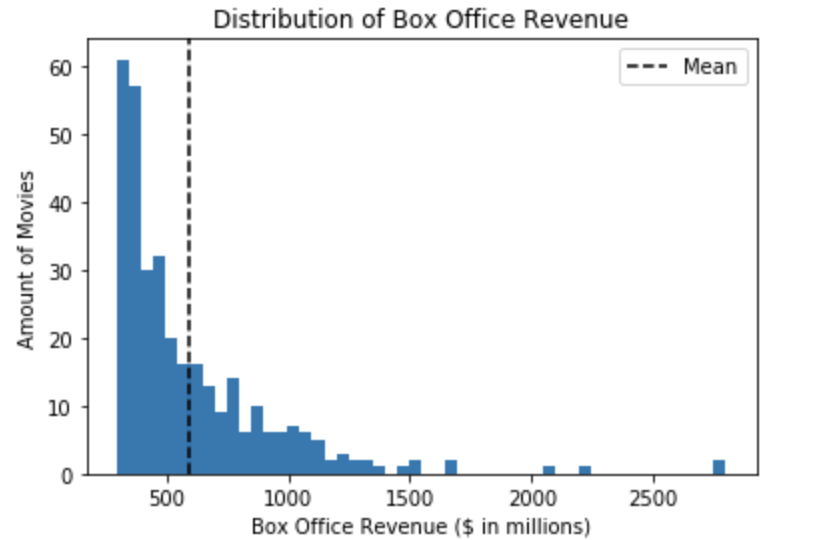 Distribution of Box Office Revenue
Mean
60
50
40
30
20
10
0
Amount of Movies
500 1000 1500 2000 2500
Box Office Revenue ($ in millions)